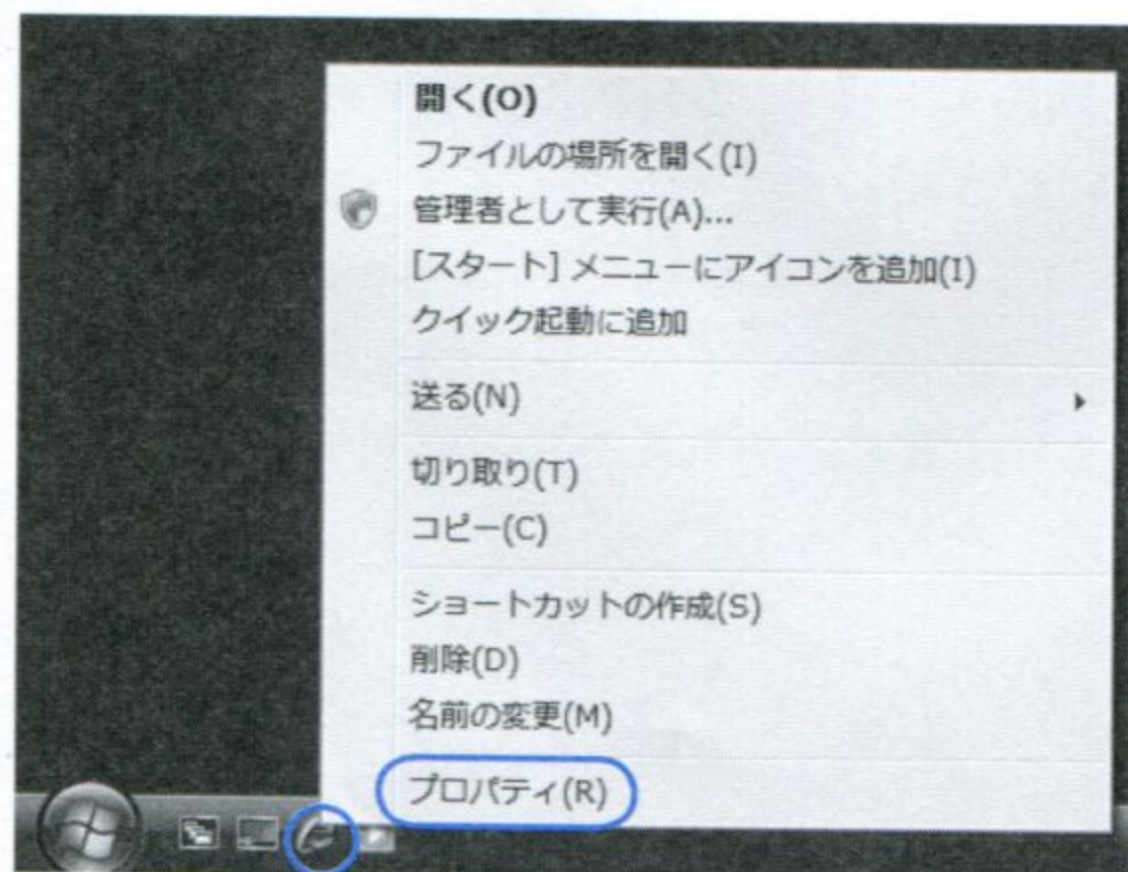 開く(O)
ファイルの場所を開く(I)
管理者として実行(A)...
[スタート] メニューにアイコンを追加(I)
クイック起動に追加
送る(N)
切り取り(T)
コピー(C)
ショートカットの作成(S)
削除(D)
名前の変更(M)
プロパティ(R)